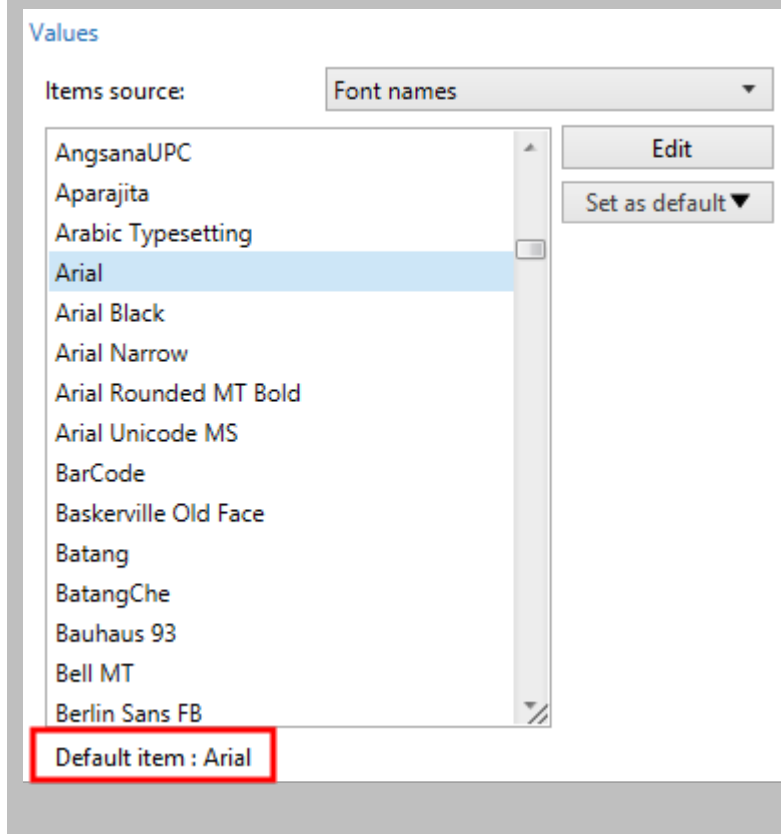 Values
Items source: Font names
AngsanaUPC
Edit
Aparajita
Set as default
Arabic Typesetting
Arial
Arial Black
Arial Narrow
Arial Rounded MT Bold
Arial Unicode MS
BarCode
Baskerville Old Face
Batang
BatangChe
Bauhaus 93
Bell MT
Berlin Sans FB
Default item : Arial